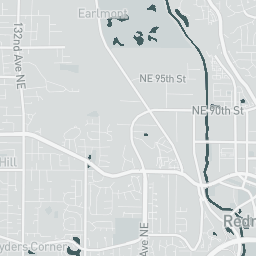 Earlmont
132nd Ave NE
NE 95th St
NE 90th St
Hill
Redm
Ave NE
yders Corner